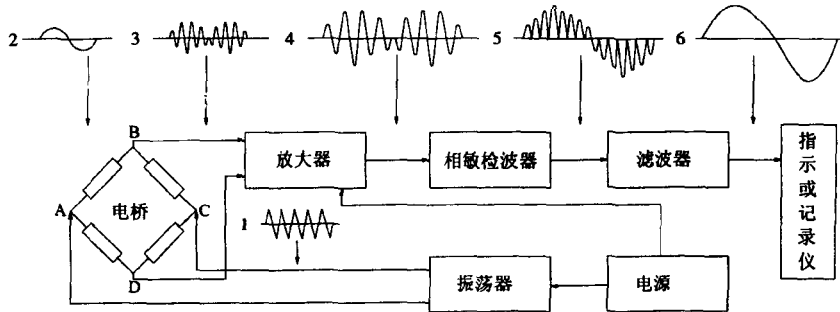 2 3 4 5 6
B
放大器 相敏检波器 滤波器
指示或记录仪
A 电桥 C
1
D
振荡器 电源